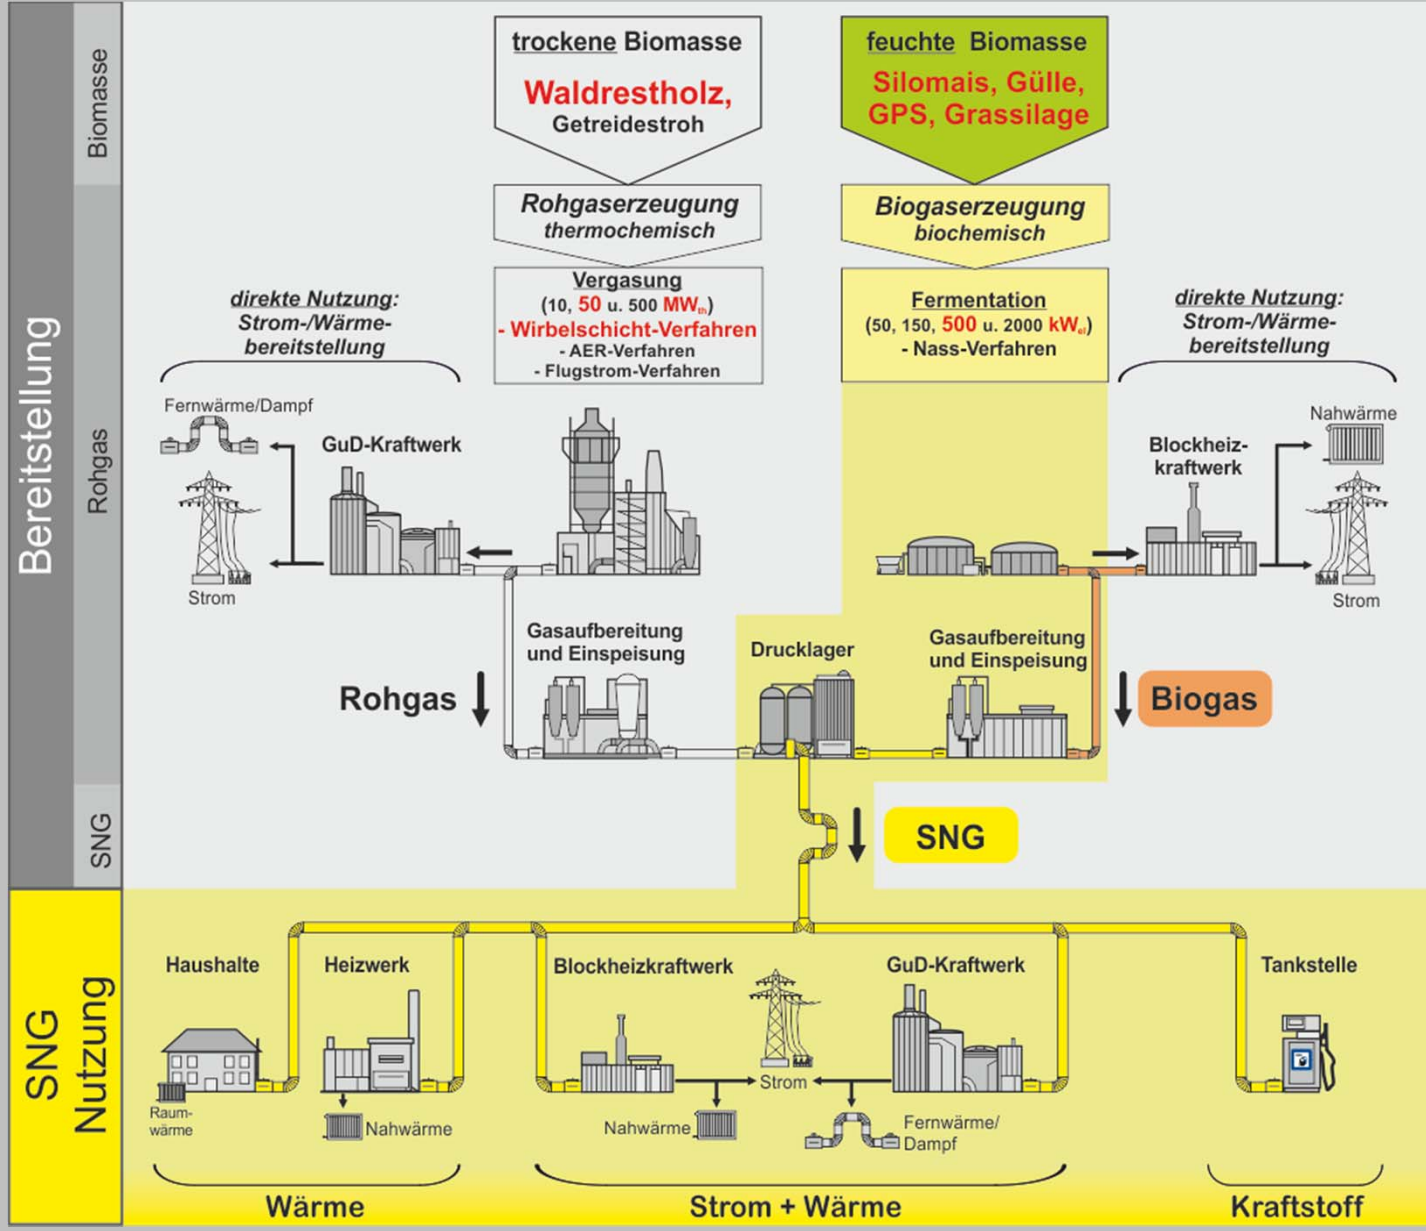 Bereitstellung
Biomasse
Rohgas
SNG
trockene Biomasse
Waldrestholz,
Getreidestroh
feuchte Biomasse
Silomais, Gülle,
GPS, Grassilage
Rohgaserzeugung
thermochemisch
Biogaserzeugung
biochemisch
Vergasung
(10, 50 u. 500 MWth)
- Wirbelschicht-Verfahren
- AER-Verfahren
- Flugstrom-Verfahren
Fermentation
(50, 150, 500 u. 2000 kWel)
- Nass-Verfahren
direkte Nutzung:
Strom-/Wärme-
bereitstellung
direkte Nutzung:
Strom-/Wärme-
bereitstellung
Fernwärme/Dampf
GuD-Kraftwerk
Strom
Blockheiz-
kraftwerk
Nahwärme
Strom
Gasaufbereitung
und Einspeisung
Drucklager
Gasaufbereitung
und Einspeisung
Rohgas
Biogas
SNG
SNG
Nutzung
Haushalte
Heizwerk
Blockheizkraftwerk
GuD-Kraftwerk
Tankstelle
Raum-
wärme
Nahwärme
Strom
Nahwärme
Fernwärme/
Dampf
Wärme
Strom + Wärme
Kraftstoff